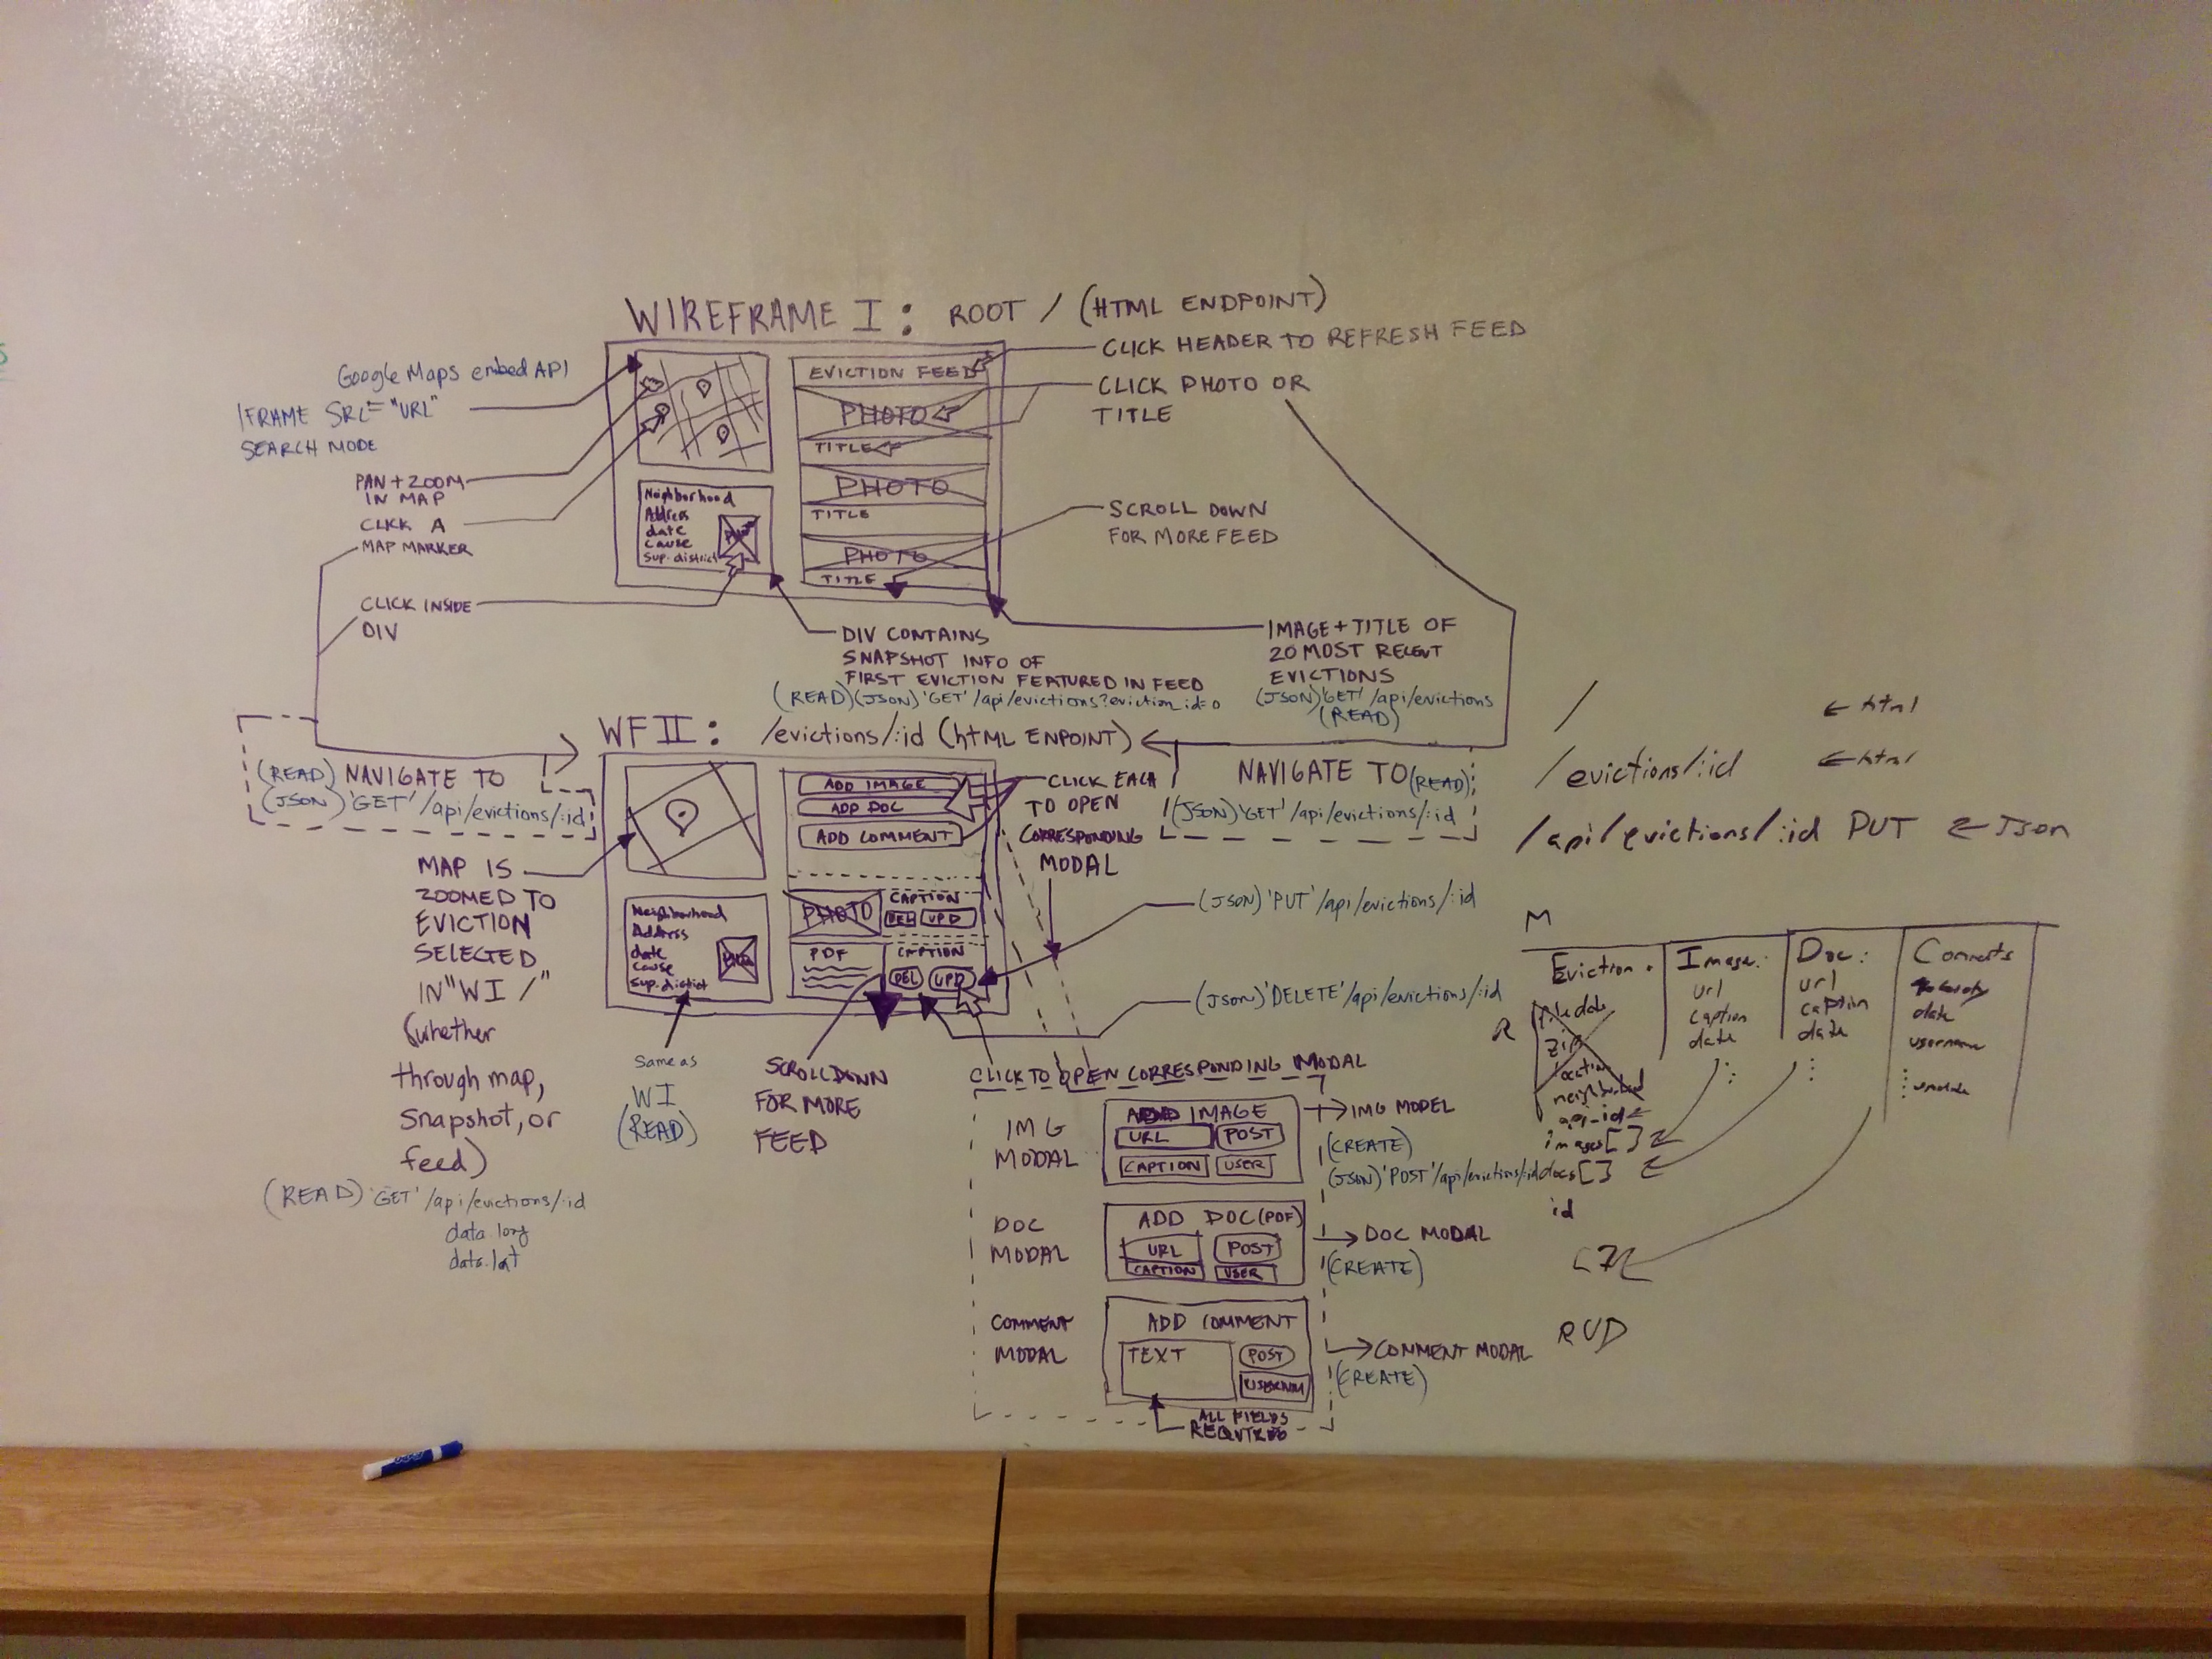 WIREFRAME I: ROOT / (HTML ENDPOINT)
CLICK HEADER TO REFRESH FEED
CLICK PHOTO OR
TITLE
Google Maps embed API
IFRAME SRC="URL"
SEARCH MODE
PAN + ZOOM
IN MAP
CLICK A
MAP MARKER
CLICK INSIDE
DIV
EVICTION FEED
PHOTO
TITLE
PHOTO
TITLE
PHOTO
TITLE
Neighborhood
Address
date
cause
sup. district
SCROLL DOWN
FOR MORE FEED
DIV CONTAINS
SNAPSHOT INFO OF
FIRST EVICTION FEATURED IN FEED
(READ)(JSON)'GET'/api/evictions?eviction_id=0
IMAGE + TITLE OF
20 MOST RECENT
EVICTIONS
(JSON)'GET'/api/evictions
(READ)
WF II: /evictions/:id (HTML ENPOINT)
(READ) NAVIGATE TO
(JSON)'GET'/api/evictions/:id
NAVIGATE TO (READ)
(JSON)'GET'/api/evictions/:id
ADD IMAGE
ADD DOC
ADD COMMENT
CLICK EACH
TO OPEN
CORRESPONDING
MODAL
PHOTO
CAPTION
DEL UPD
PDF
CAPTION
DEL UPD
Neighborhood
Address
date
cause
sup. district
MAP IS
ZOOMED TO
EVICTION
SELECTED
IN "WI /"
(whether
through map,
snapshot, or
feed)
(READ)'GET'/api/evictions/:id
data.long
data.lat
Same as
WI
(READ)
SCROLL DOWN
FOR MORE
FEED
(JSON)'PUT'/api/evictions/:id
(JSON)'DELETE'/api/evictions/:id
CLICK TO OPEN CORRESPONDING MODAL
IMG
MODAL
IMAGE
URL POST
CAPTION USER
IMG MODEL
(CREATE)
(JSON)'POST'/api/evictions/:id
DOC
MODAL
ADD DOC (PDF)
URL POST
CAPTION USER
DOC MODAL
(CREATE)
COMMENT
MODAL
ADD COMMENT
TEXT
POST
USERNM
COMMENT MODAL
(CREATE)
ALL FIELDS
REQUIRED
/ ← html
/evictions/:id ← html
/api/evictions/:id PUT ← Json
M
R
Eviction
file date
zip
location
neighborhood
api-id
images[]
docs[]
id
[ ]
RUD
Image:
url
caption
date
Doc:
url
caption
date
Comments
date
username